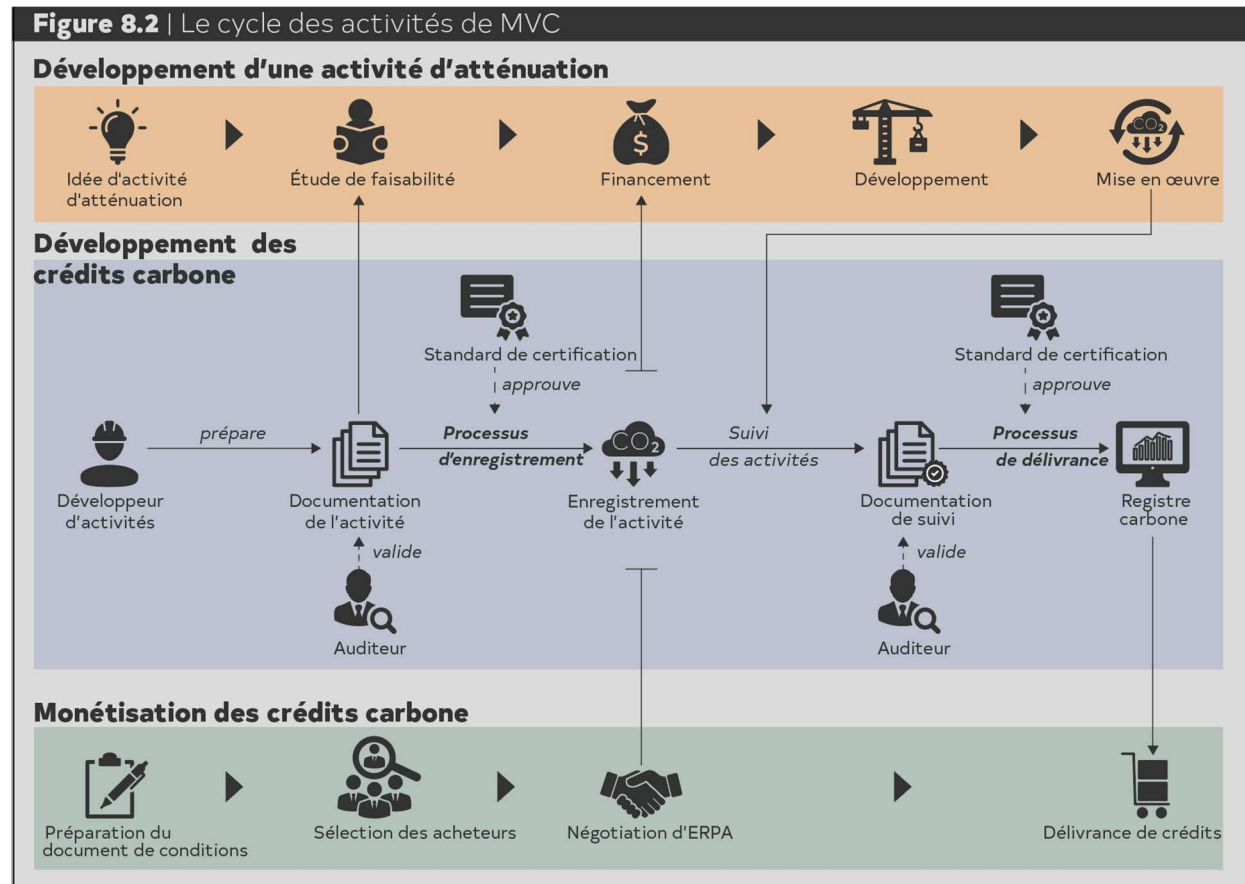 Figure 8.2 | Le cycle des activités de MVC
Développement d'une activité d'atténuation
Idée d'activité
d'atténuation
Étude de faisabilité
$
Financement
Développement
CO2
Mise en œuvre
Développement des
crédits carbone
Standard de certification
approuve
Standard de certification
approuve
Développeur
d'activités
prépare
Documentation
de l'activité
Processus
d'enregistrement
CO2
Enregistrement
de l'activité
Suivi
des activités
Documentation
de suivi
Processus
de délivrance
Registre
carbone
valide
Auditeur
valide
Auditeur
Monétisation des crédits carbone
Préparation du
document de conditions
Sélection des acheteurs
Négotiation d'ERPA
Délivrance de crédits